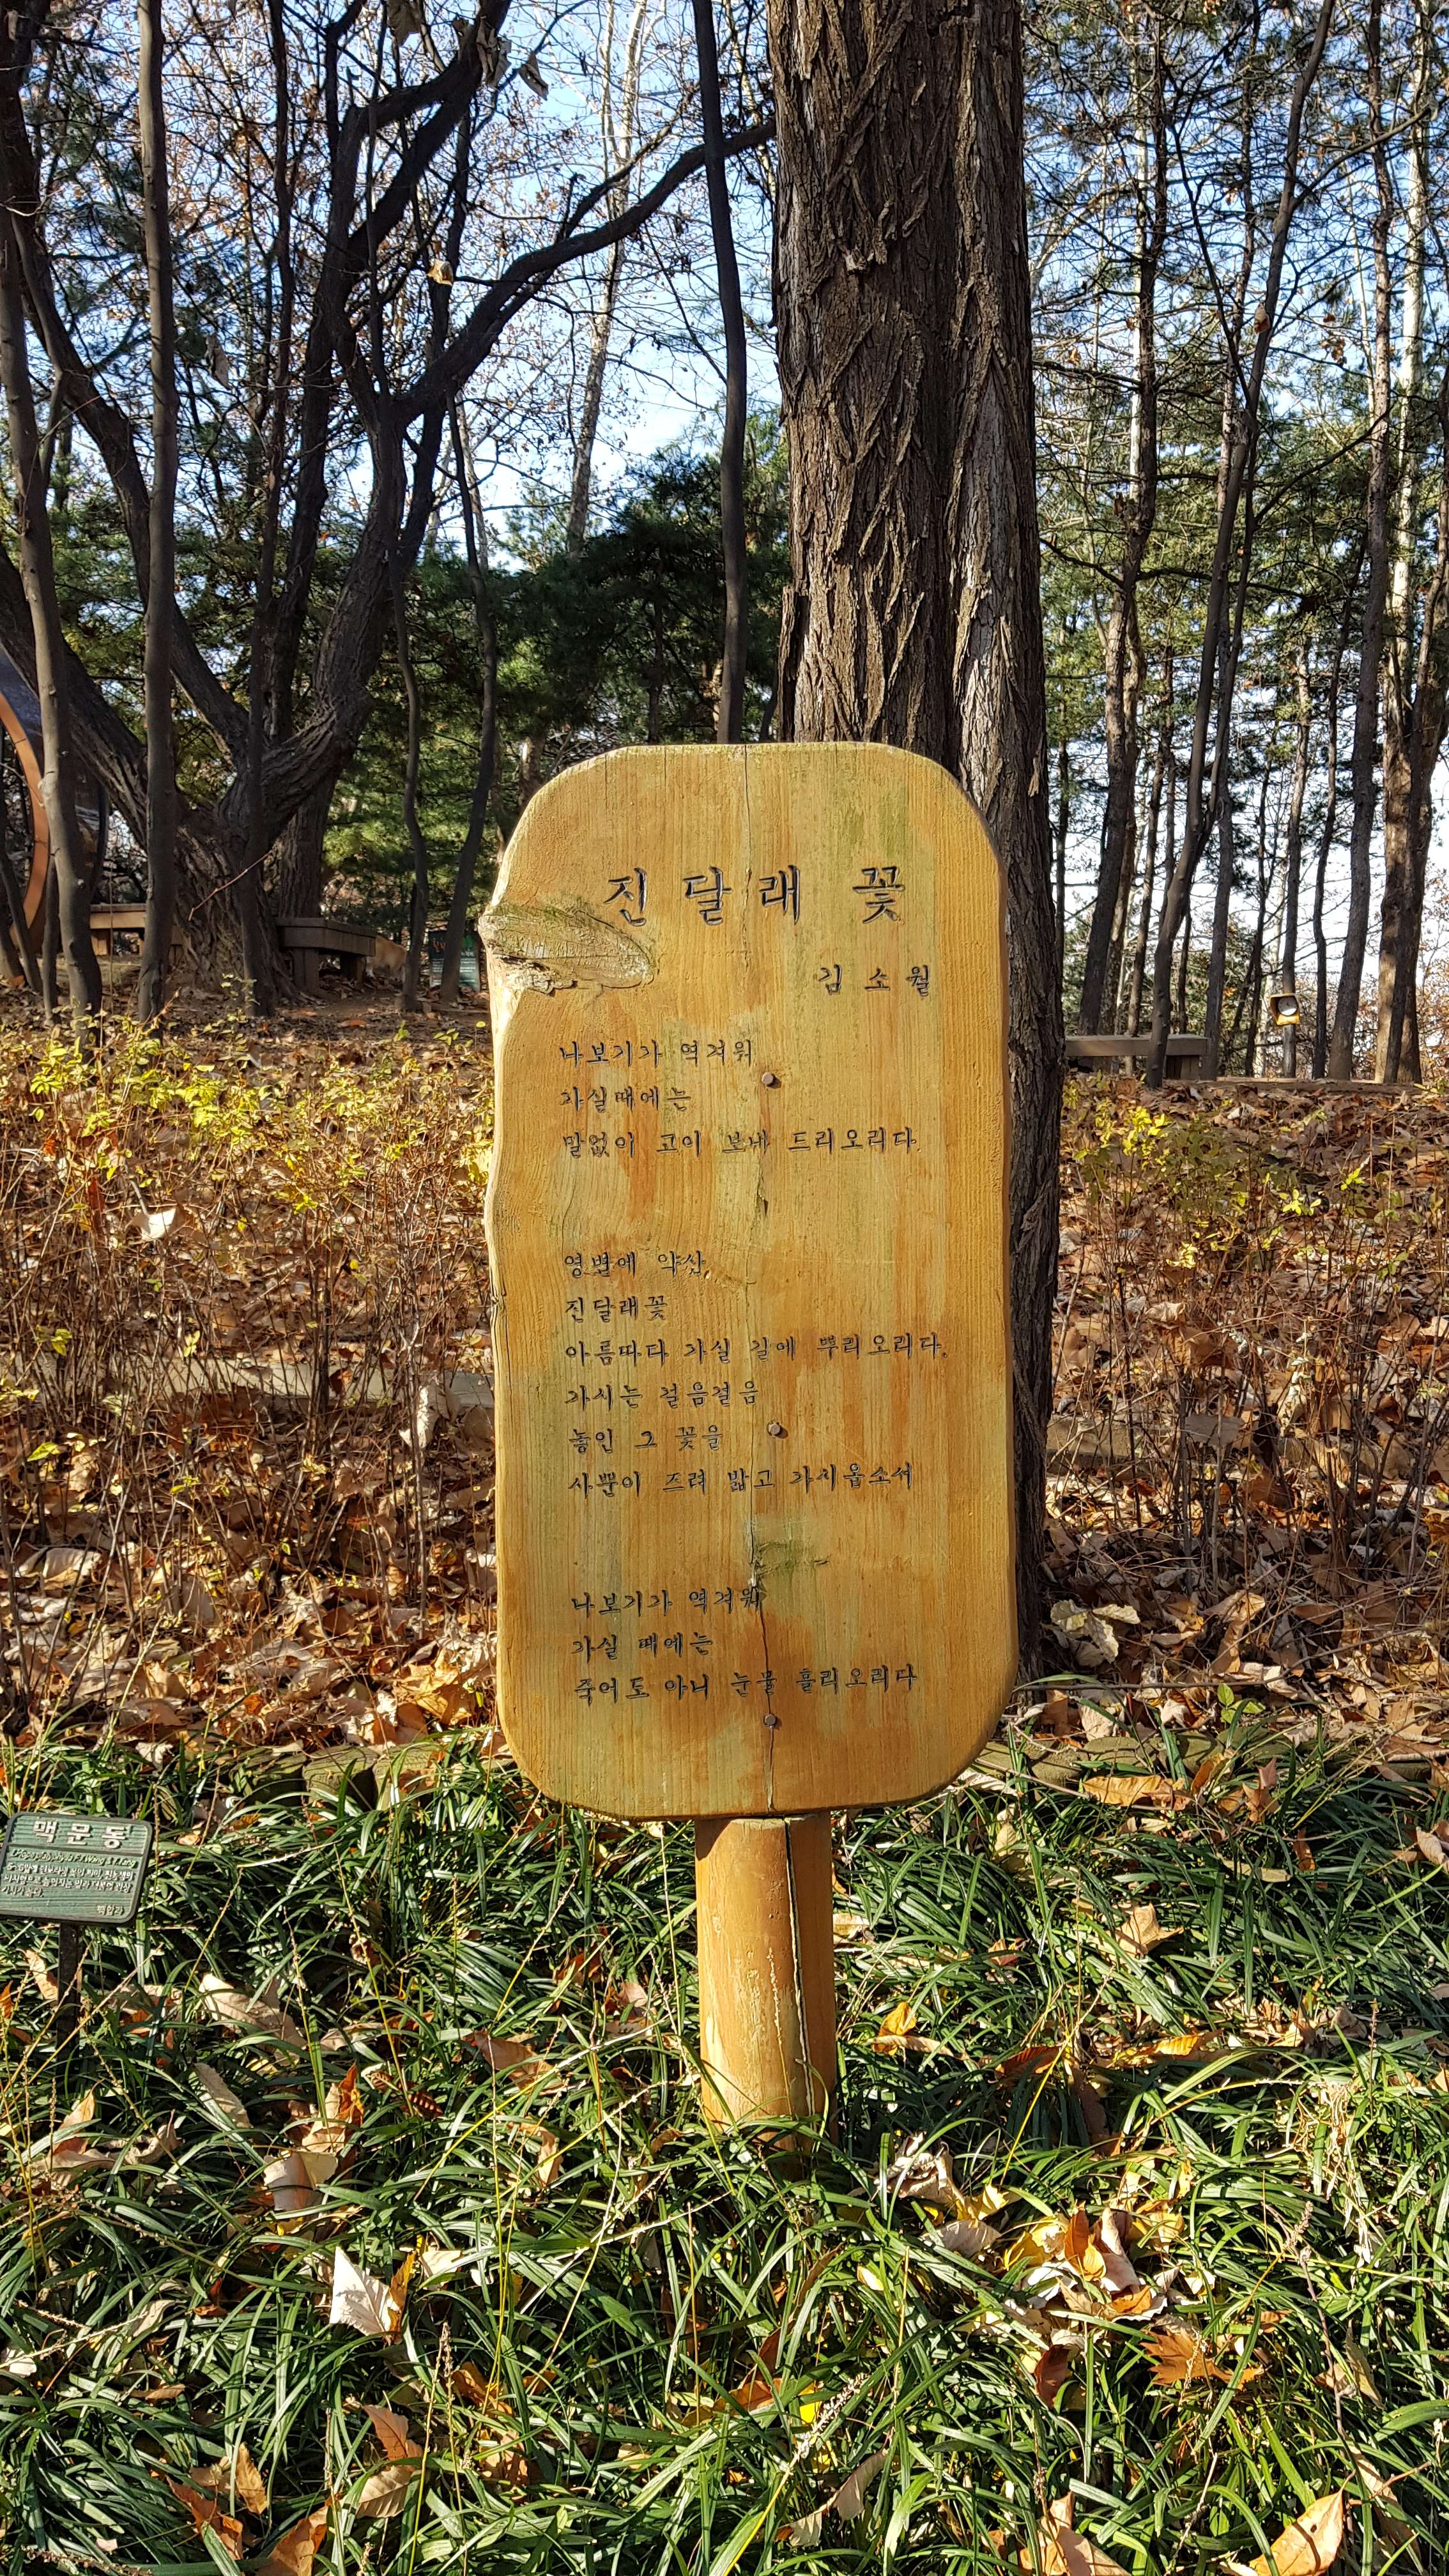 진달래 꽃
김소월
나보기가 역겨워
가실때에는
말없이 고이 보내 드리오리다.
영변에 약산
진달래꽃
아름따다 가실 길에 뿌리오리다.
가시는 걸음걸음
놓인 그 꽃을
사뿐이 즈려 밟고 가시옵소서
나보기가 역겨워
가실 때에는
죽어도 아니 눈물 흘리오리다
맥문동